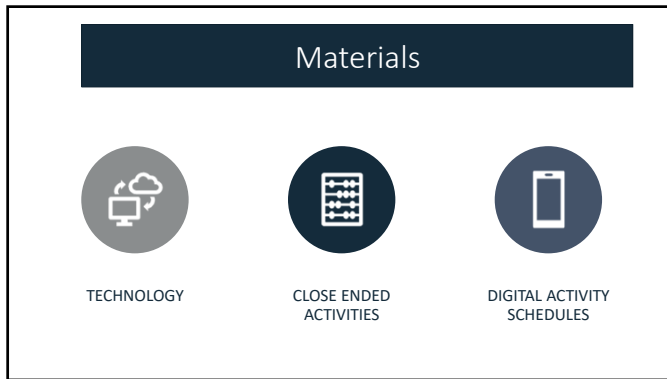 Materials
TECHNOLOGY
CLOSE ENDED
ACTIVITIES
DIGITAL ACTIVITY
SCHEDULES